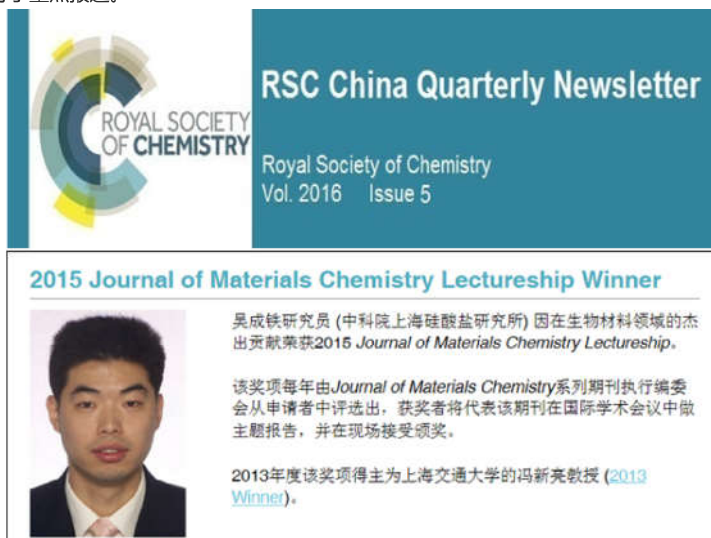 RSC China Quarterly Newsletter
ROYAL SOCIETY
OF CHEMISTRY
Royal Society of Chemistry
Vol. 2016 Issue 5
2015 Journal of Materials Chemistry Lectureship Winner
吴成铁研究员 (中科院上海硅酸盐研究所) 因在生物材料领域的杰
出贡献荣获2015 Journal of Materials Chemistry Lectureship。
该奖项每年由Journal of Materials Chemistry系列期刊执行编委
会从申请者中评选出，获奖者将代表该期刊在国际学术会议中做
主题报告，并在现场接受颁奖。
2013年度该奖项得主为上海交通大学的冯新亮教授 (2013
Winner)。